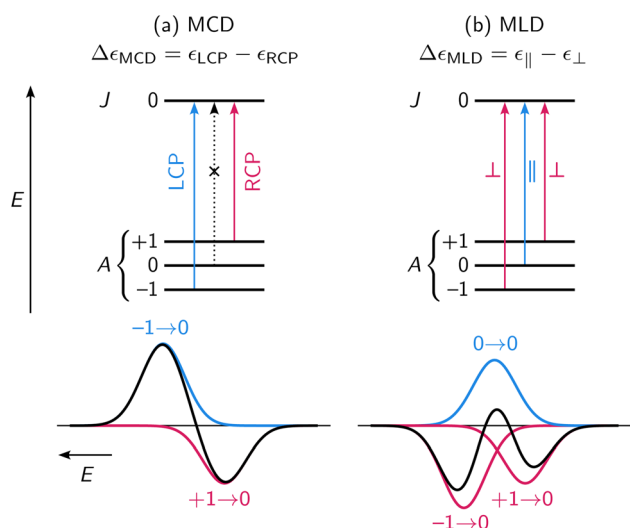 (a) MCD
Δϵ_MCD = ϵ_LCP − ϵ_RCP
J 0
LCP
RCP
E
+1
A { 0
−1
−1→0
+1→0
E
(b) MLD
Δϵ_MLD = ϵ_∥ − ϵ_⊥
J 0
⊥ ∥ ⊥
+1
A { 0
−1
0→0
+1→0
−1→0